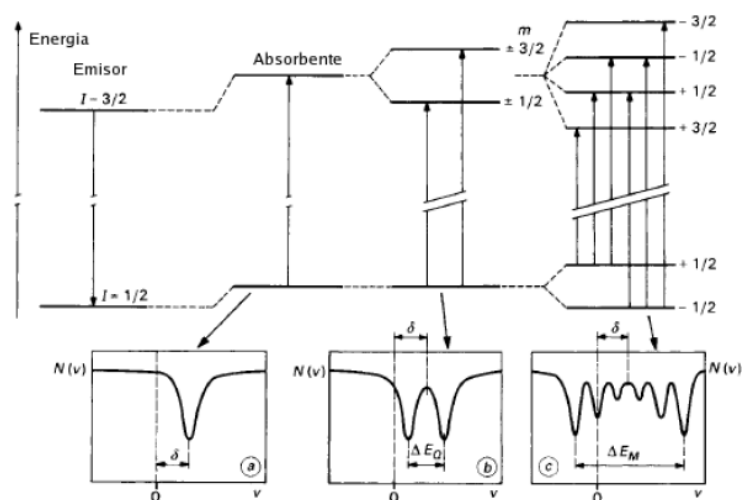 Energia
Emisor
Absorbente
m
I - 3/2
I = 1/2
± 3/2
± 1/2
- 3/2
- 1/2
+ 1/2
+ 3/2
+ 1/2
- 1/2
N(v)
δ
0
v
a
N(v)
δ
ΔE_Q
0
v
b
δ
N(v)
ΔE_M
c
0
v